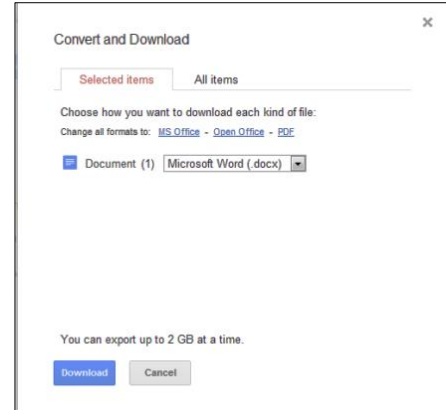 Convert and Download
Selected items All items
Choose how you want to download each kind of file:
Change all formats to: MS Office - Open Office - PDF
Document (1) Microsoft Word (.docx)
You can export up to 2 GB at a time.
Download Cancel